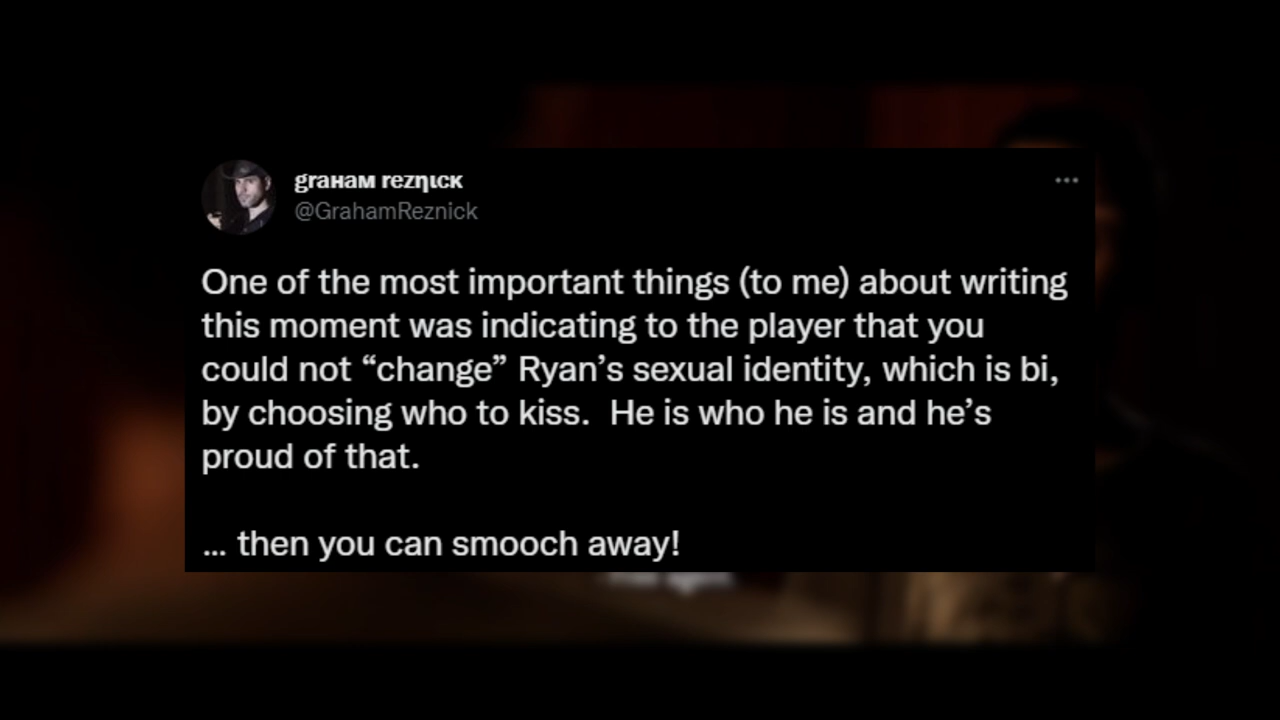 graнaм reznιcĸ
@GrahamReznick
One of the most important things (to me) about writing
this moment was indicating to the player that you
could not “change” Ryan’s sexual identity, which is bi,
by choosing who to kiss.  He is who he is and he’s
proud of that.
... then you can smooch away!